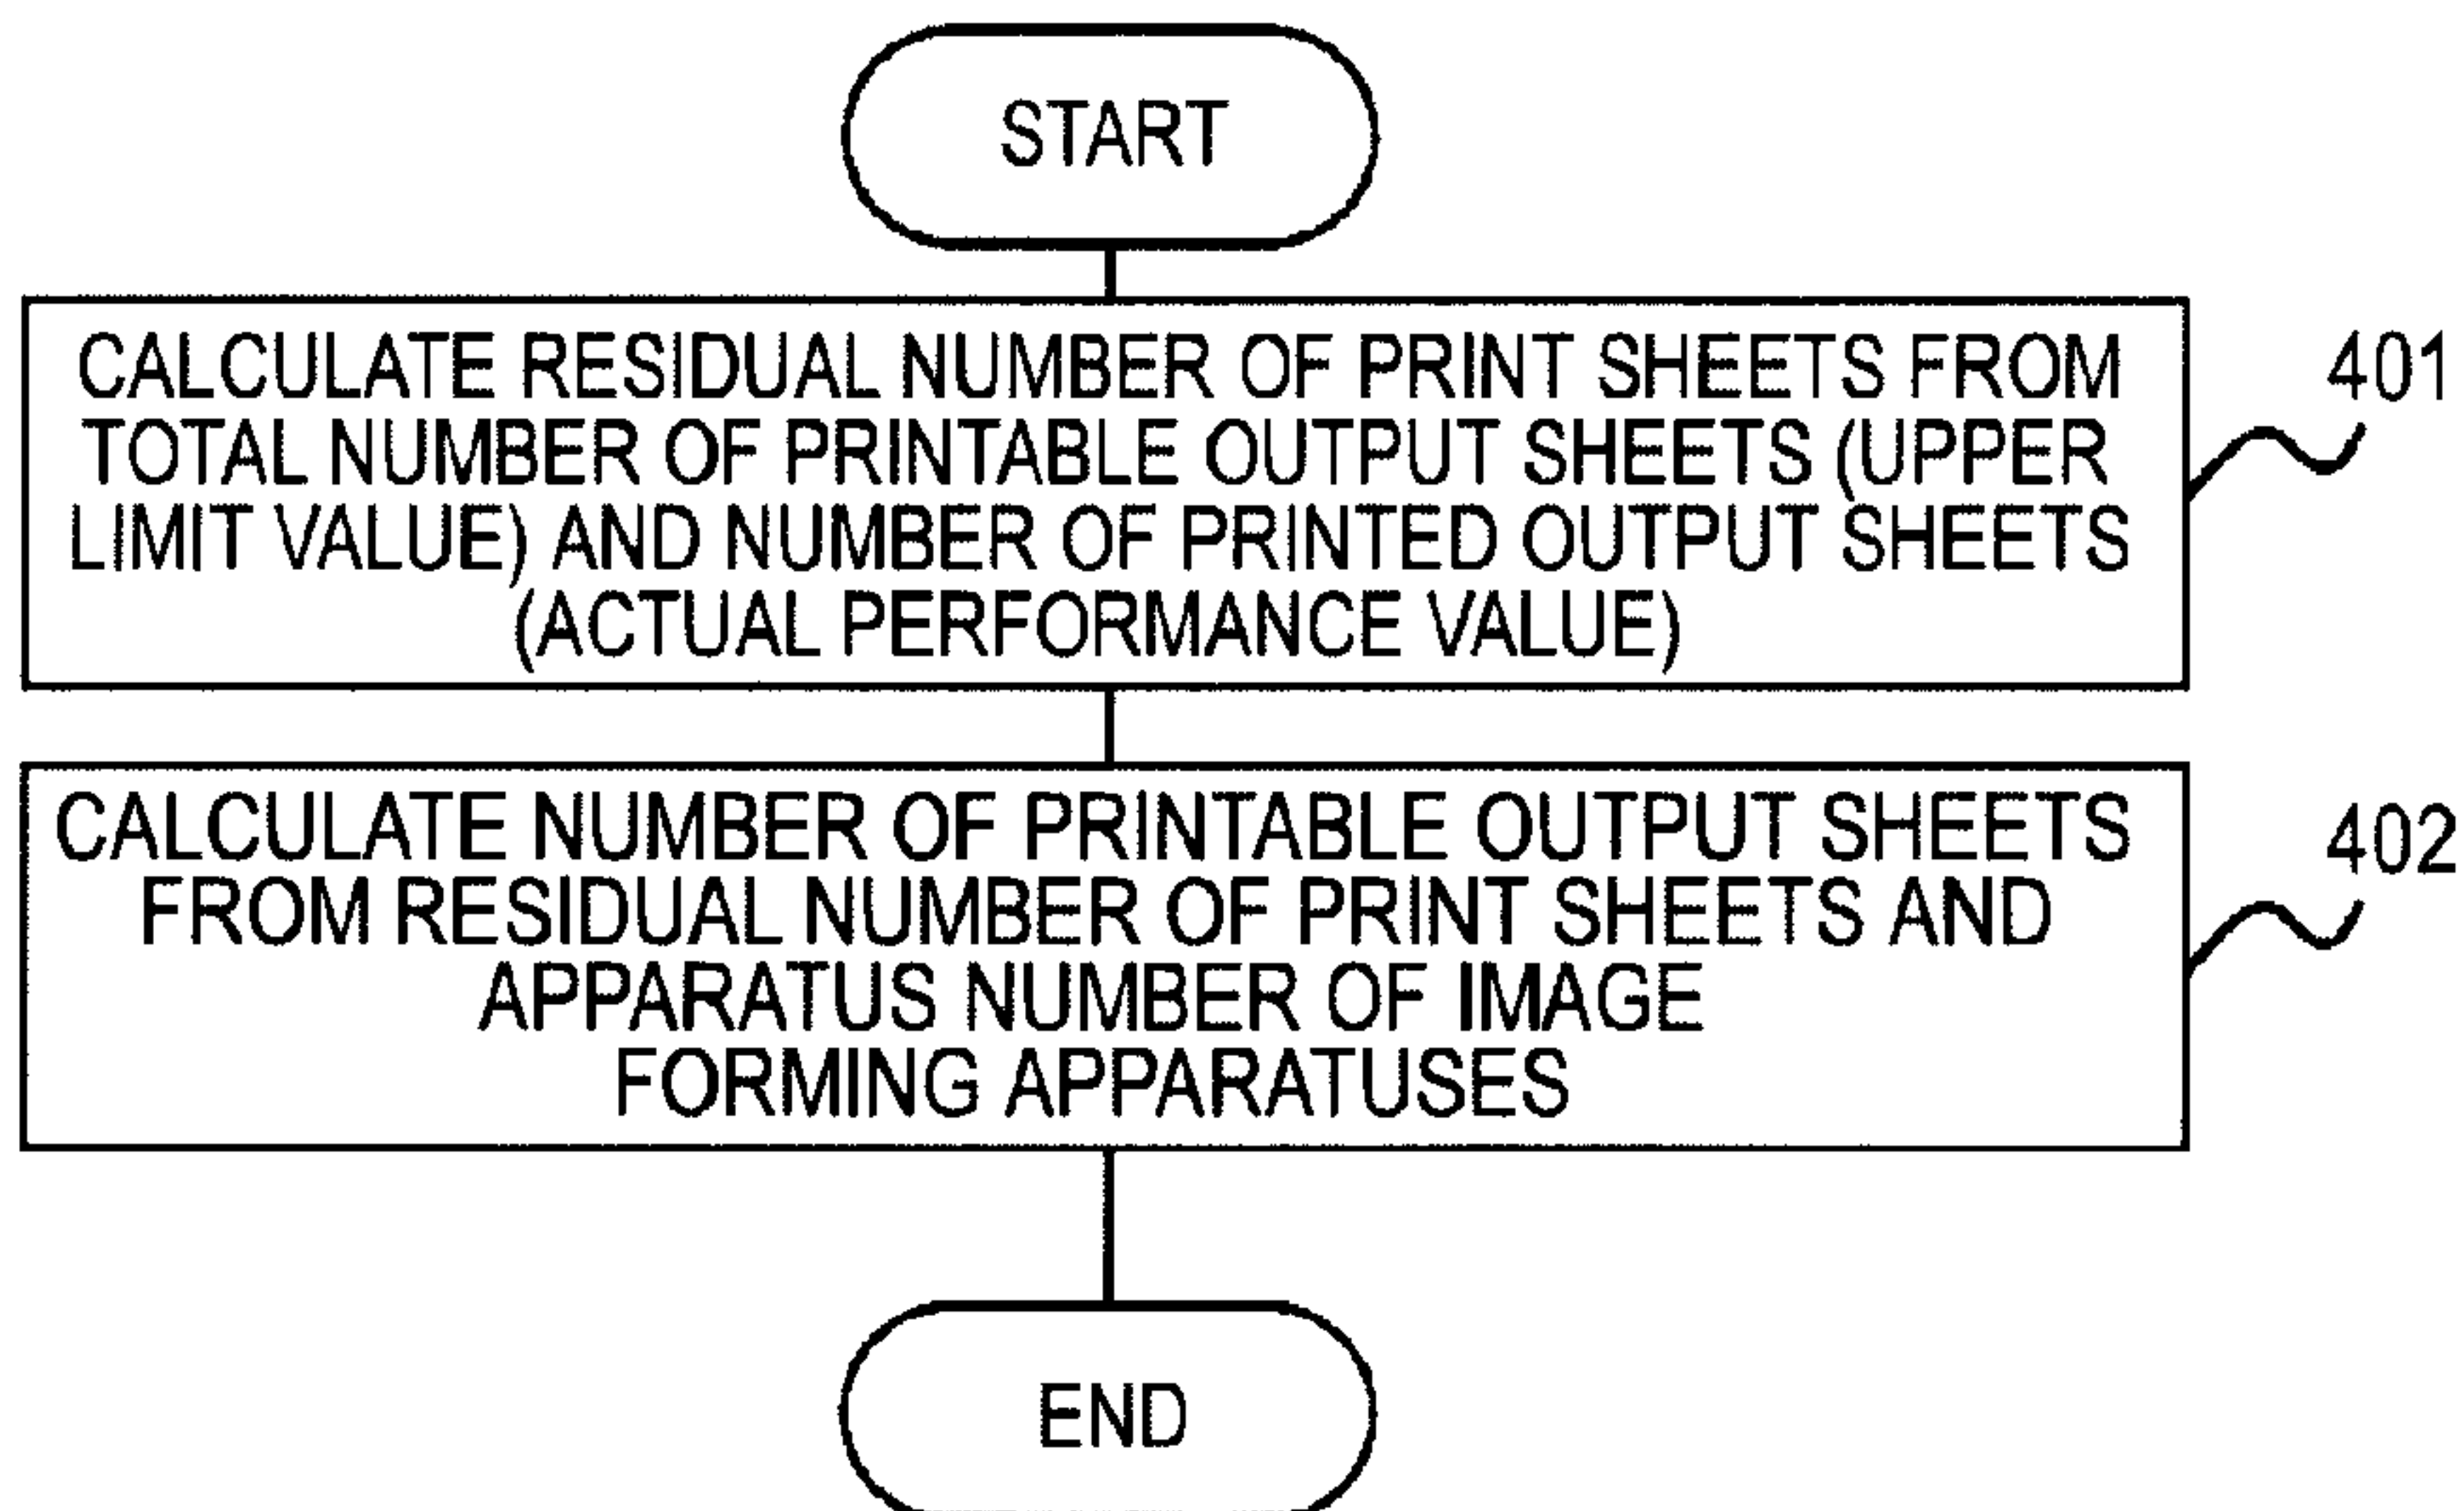 START
CALCULATE RESIDUAL NUMBER OF PRINT SHEETS FROM
TOTAL NUMBER OF PRINTABLE OUTPUT SHEETS (UPPER
LIMIT VALUE) AND NUMBER OF PRINTED OUTPUT SHEETS
(ACTUAL PERFORMANCE VALUE)
401
CALCULATE NUMBER OF PRINTABLE OUTPUT SHEETS
FROM RESIDUAL NUMBER OF PRINT SHEETS AND
APPARATUS NUMBER OF IMAGE
FORMING APPARATUSES
402
END